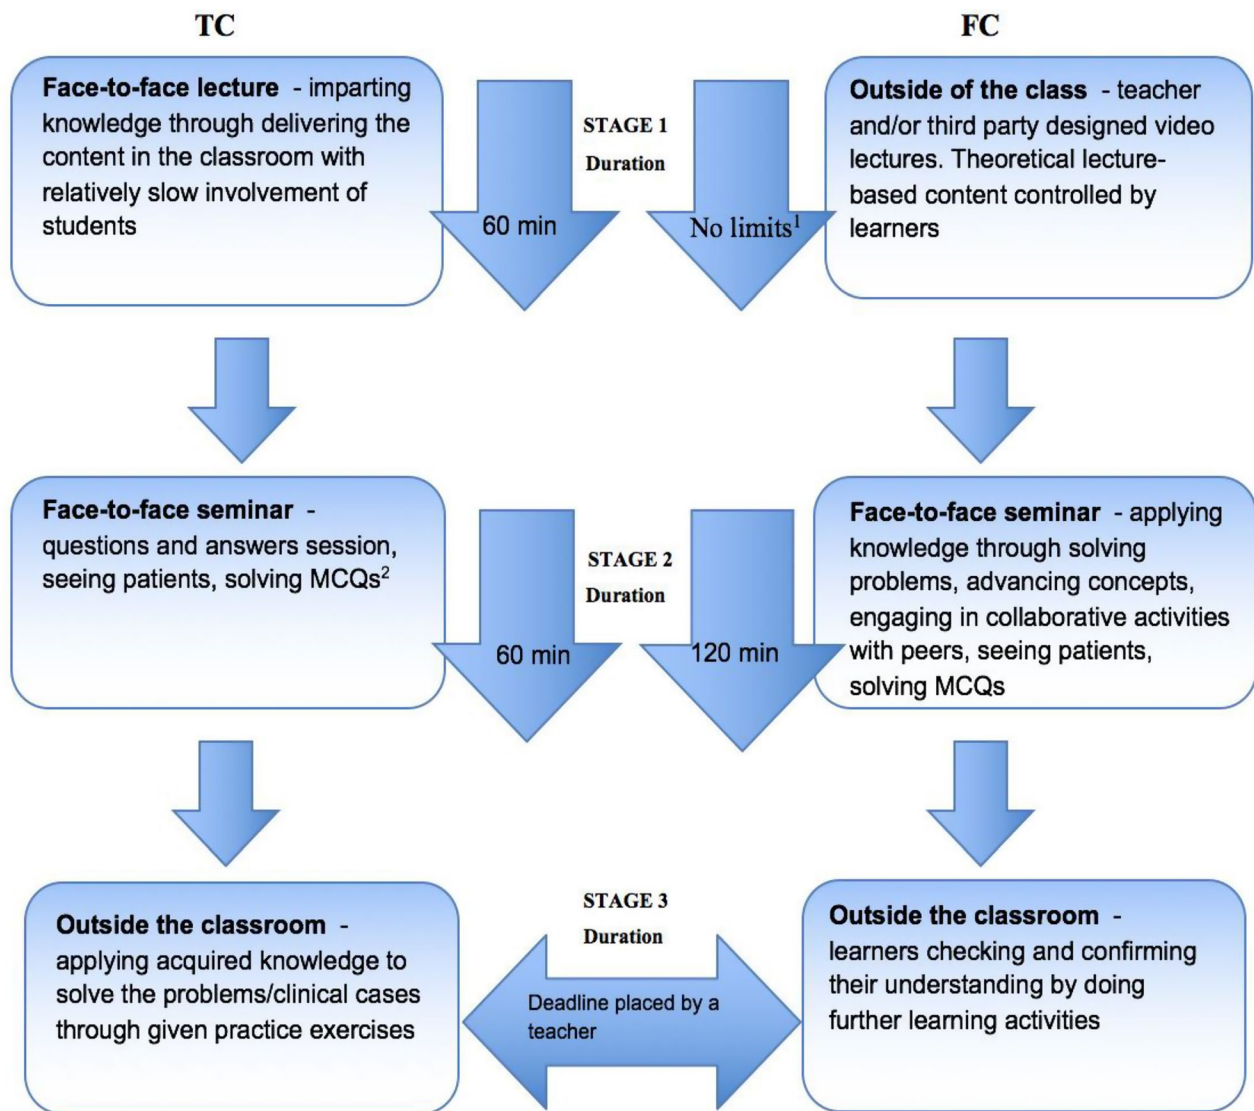 TC
FC
Face-to-face lecture - imparting
knowledge through delivering the
content in the classroom with
relatively slow involvement of
students
STAGE 1
Duration
60 min
No limits¹
Outside of the class - teacher
and/or third party designed video
lectures. Theoretical lecture-
based content controlled by
learners
Face-to-face seminar -
questions and answers session,
seeing patients, solving MCQs²
STAGE 2
Duration
60 min
120 min
Face-to-face seminar - applying
knowledge through solving
problems, advancing concepts,
engaging in collaborative activities
with peers, seeing patients,
solving MCQs
Outside the classroom -
applying acquired knowledge to
solve the problems/clinical cases
through given practice exercises
STAGE 3
Duration
Deadline placed by a
teacher
Outside the classroom -
learners checking and confirming
their understanding by doing
further learning activities